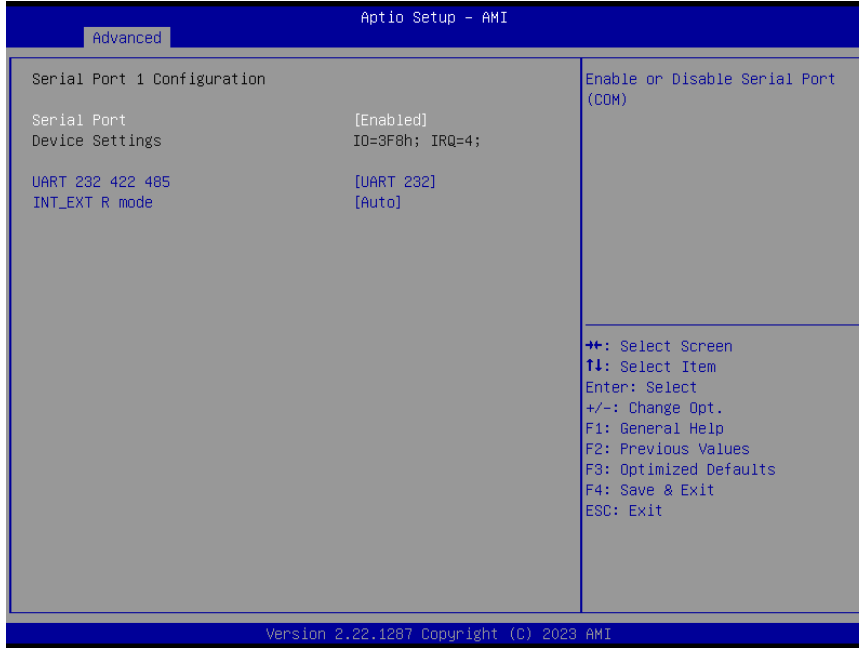 Aptio Setup – AMI
Advanced
Serial Port 1 Configuration
Serial Port [Enabled]
Device Settings IO=3F8h; IRQ=4;
UART 232 422 485 [UART 232]
INT_EXT R mode [Auto]
Enable or Disable Serial Port
(COM)
→←: Select Screen
↑↓: Select Item
Enter: Select
+/-: Change Opt.
F1: General Help
F2: Previous Values
F3: Optimized Defaults
F4: Save & Exit
ESC: Exit
Version 2.22.1287 Copyright (C) 2023 AMI